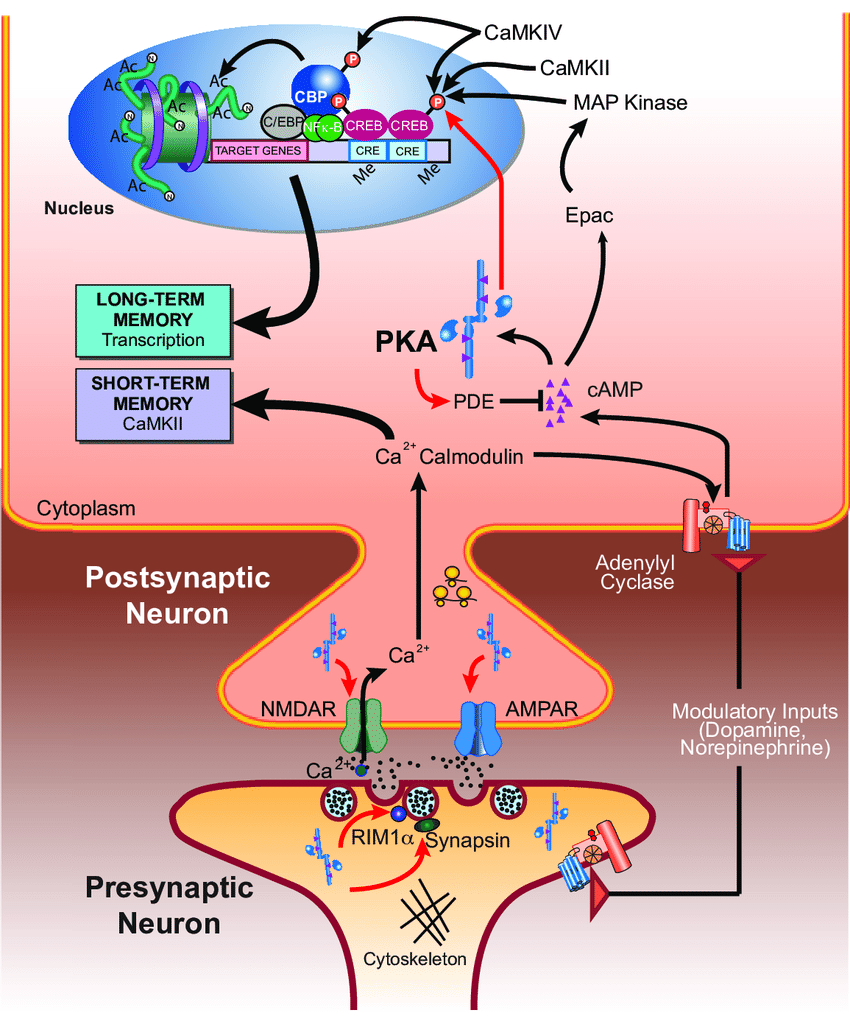 CaMKIV
CaMKII
MAP Kinase
Ac
N
Ac
N
Ac
Ac
N
Ac
N
Ac
N
P
CBP
P
P
C/EBP
NFκ-B
CREB
CREB
TARGET GENES
CRE
CRE
Me
Me
Nucleus
Epac
LONG-TERM
MEMORY
Transcription
PKA
SHORT-TERM
MEMORY
CaMKII
PDE
cAMP
Ca2+ Calmodulin
Cytoplasm
Adenylyl
Cyclase
Postsynaptic
Neuron
Ca2+
NMDAR
AMPAR
Modulatory Inputs
(Dopamine,
Norepinephrine)
Ca2+
RIM1α
Synapsin
Presynaptic
Neuron
Cytoskeleton